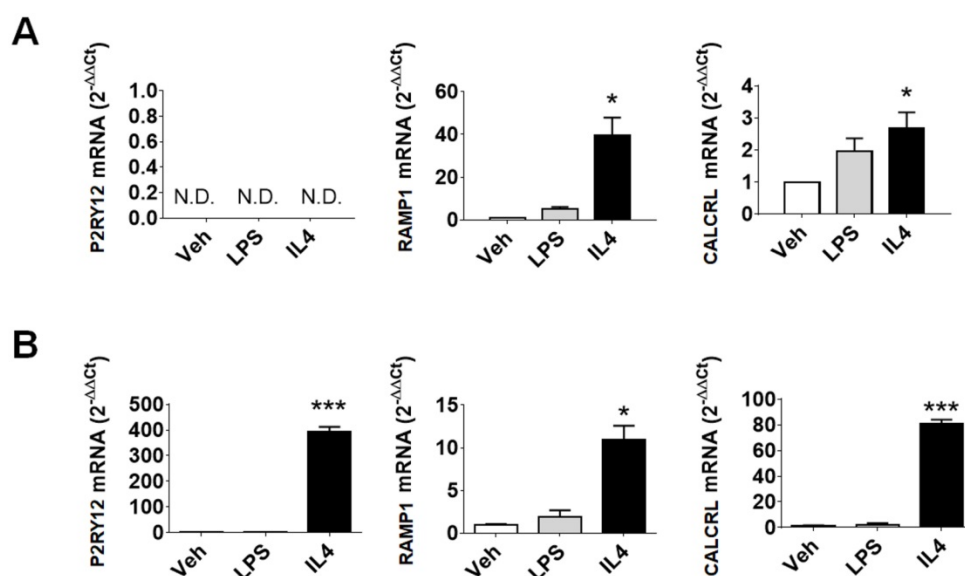 A
P2RY12 mRNA (2^-ΔΔCt)
1.0
0.8
0.6
0.4
0.2
0.0
N.D. N.D. N.D.
Veh LPS IL4
RAMP1 mRNA (2^-ΔΔCt)
60
40
20
0
*
Veh LPS IL4
CALCRL mRNA (2^-ΔΔCt)
4
3
2
1
0
*
Veh LPS IL4
B
P2RY12 mRNA (2^-ΔΔCt)
500
400
300
200
100
0
***
Veh LPS IL4
RAMP1 mRNA (2^-ΔΔCt)
15
10
5
0
*
Veh LPS IL4
CALCRL mRNA (2^-ΔΔCt)
100
80
60
40
20
0
***
Veh LPS IL4